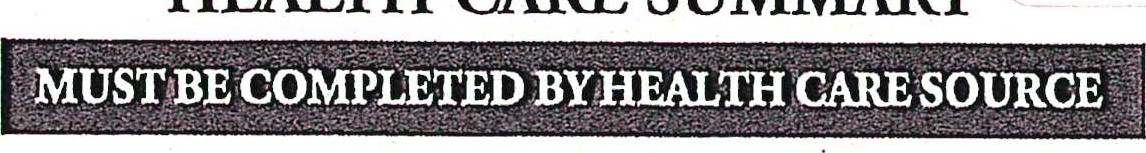 HEALTH CARE SUMMARY
MUST BE COMPLETED BY HEALTH CARE SOURCE